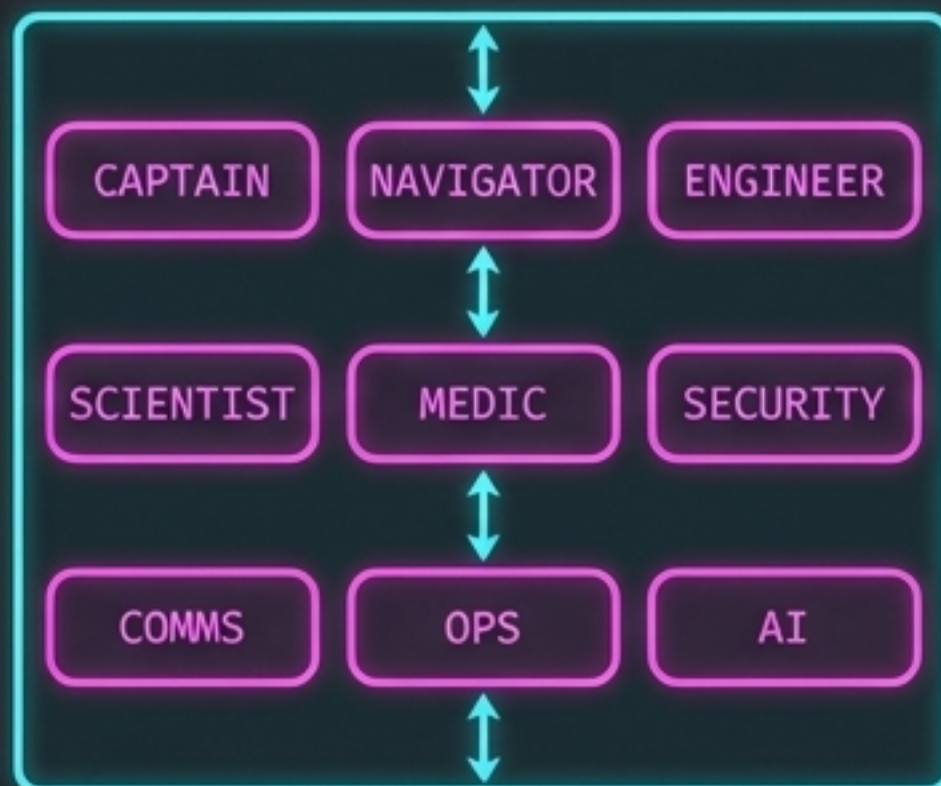 CAPTAIN NAVIGATOR ENGINEER
SCIENTIST MEDIC SECURITY
COMMS OPS AI